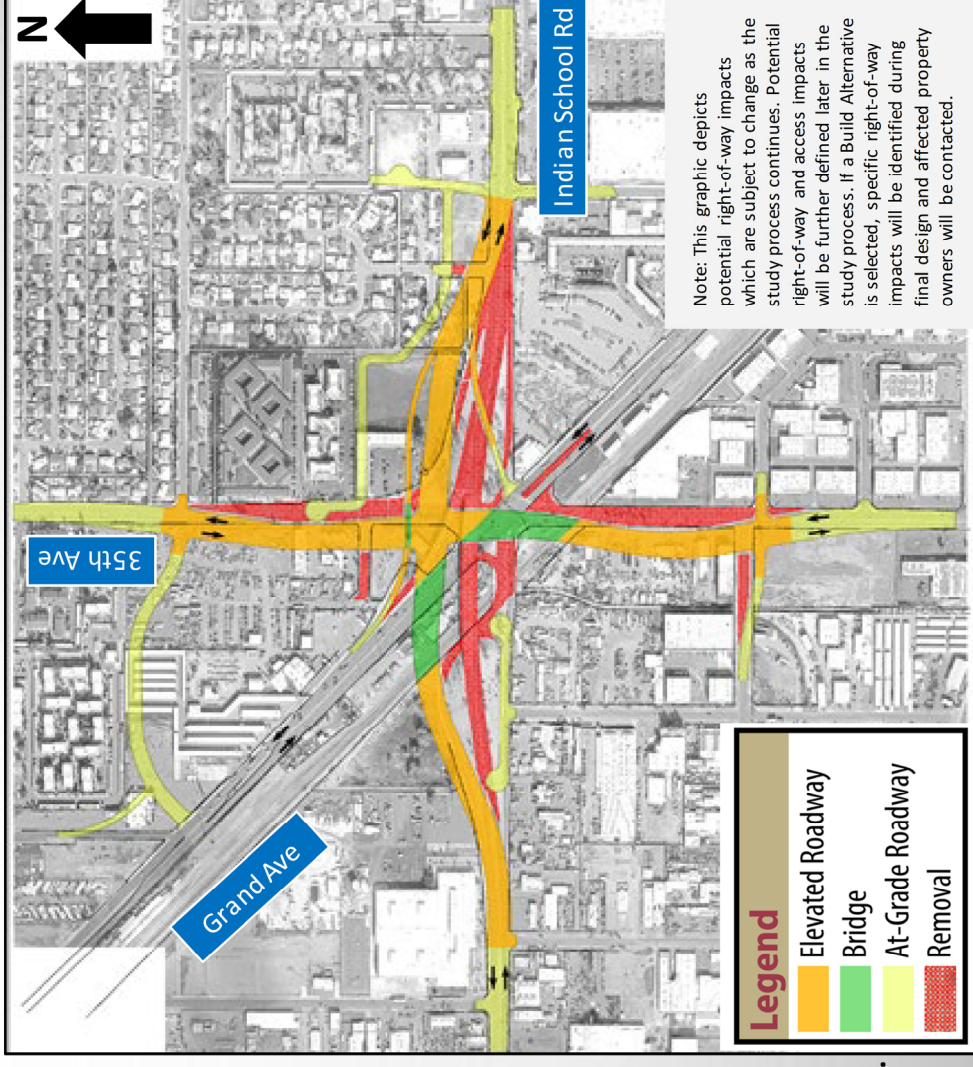 N
Indian School Rd
35th Ave
Grand Ave
Note: This graphic depicts
potential right-of-way impacts
which are subject to change as the
study process continues. Potential
right-of-way and access impacts
will be further defined later in the
study process. If a Build Alternative
is selected, specific right-of-way
impacts will be identified during
final design and affected property
owners will be contacted.
Legend
Elevated Roadway
Bridge
At-Grade Roadway
Removal